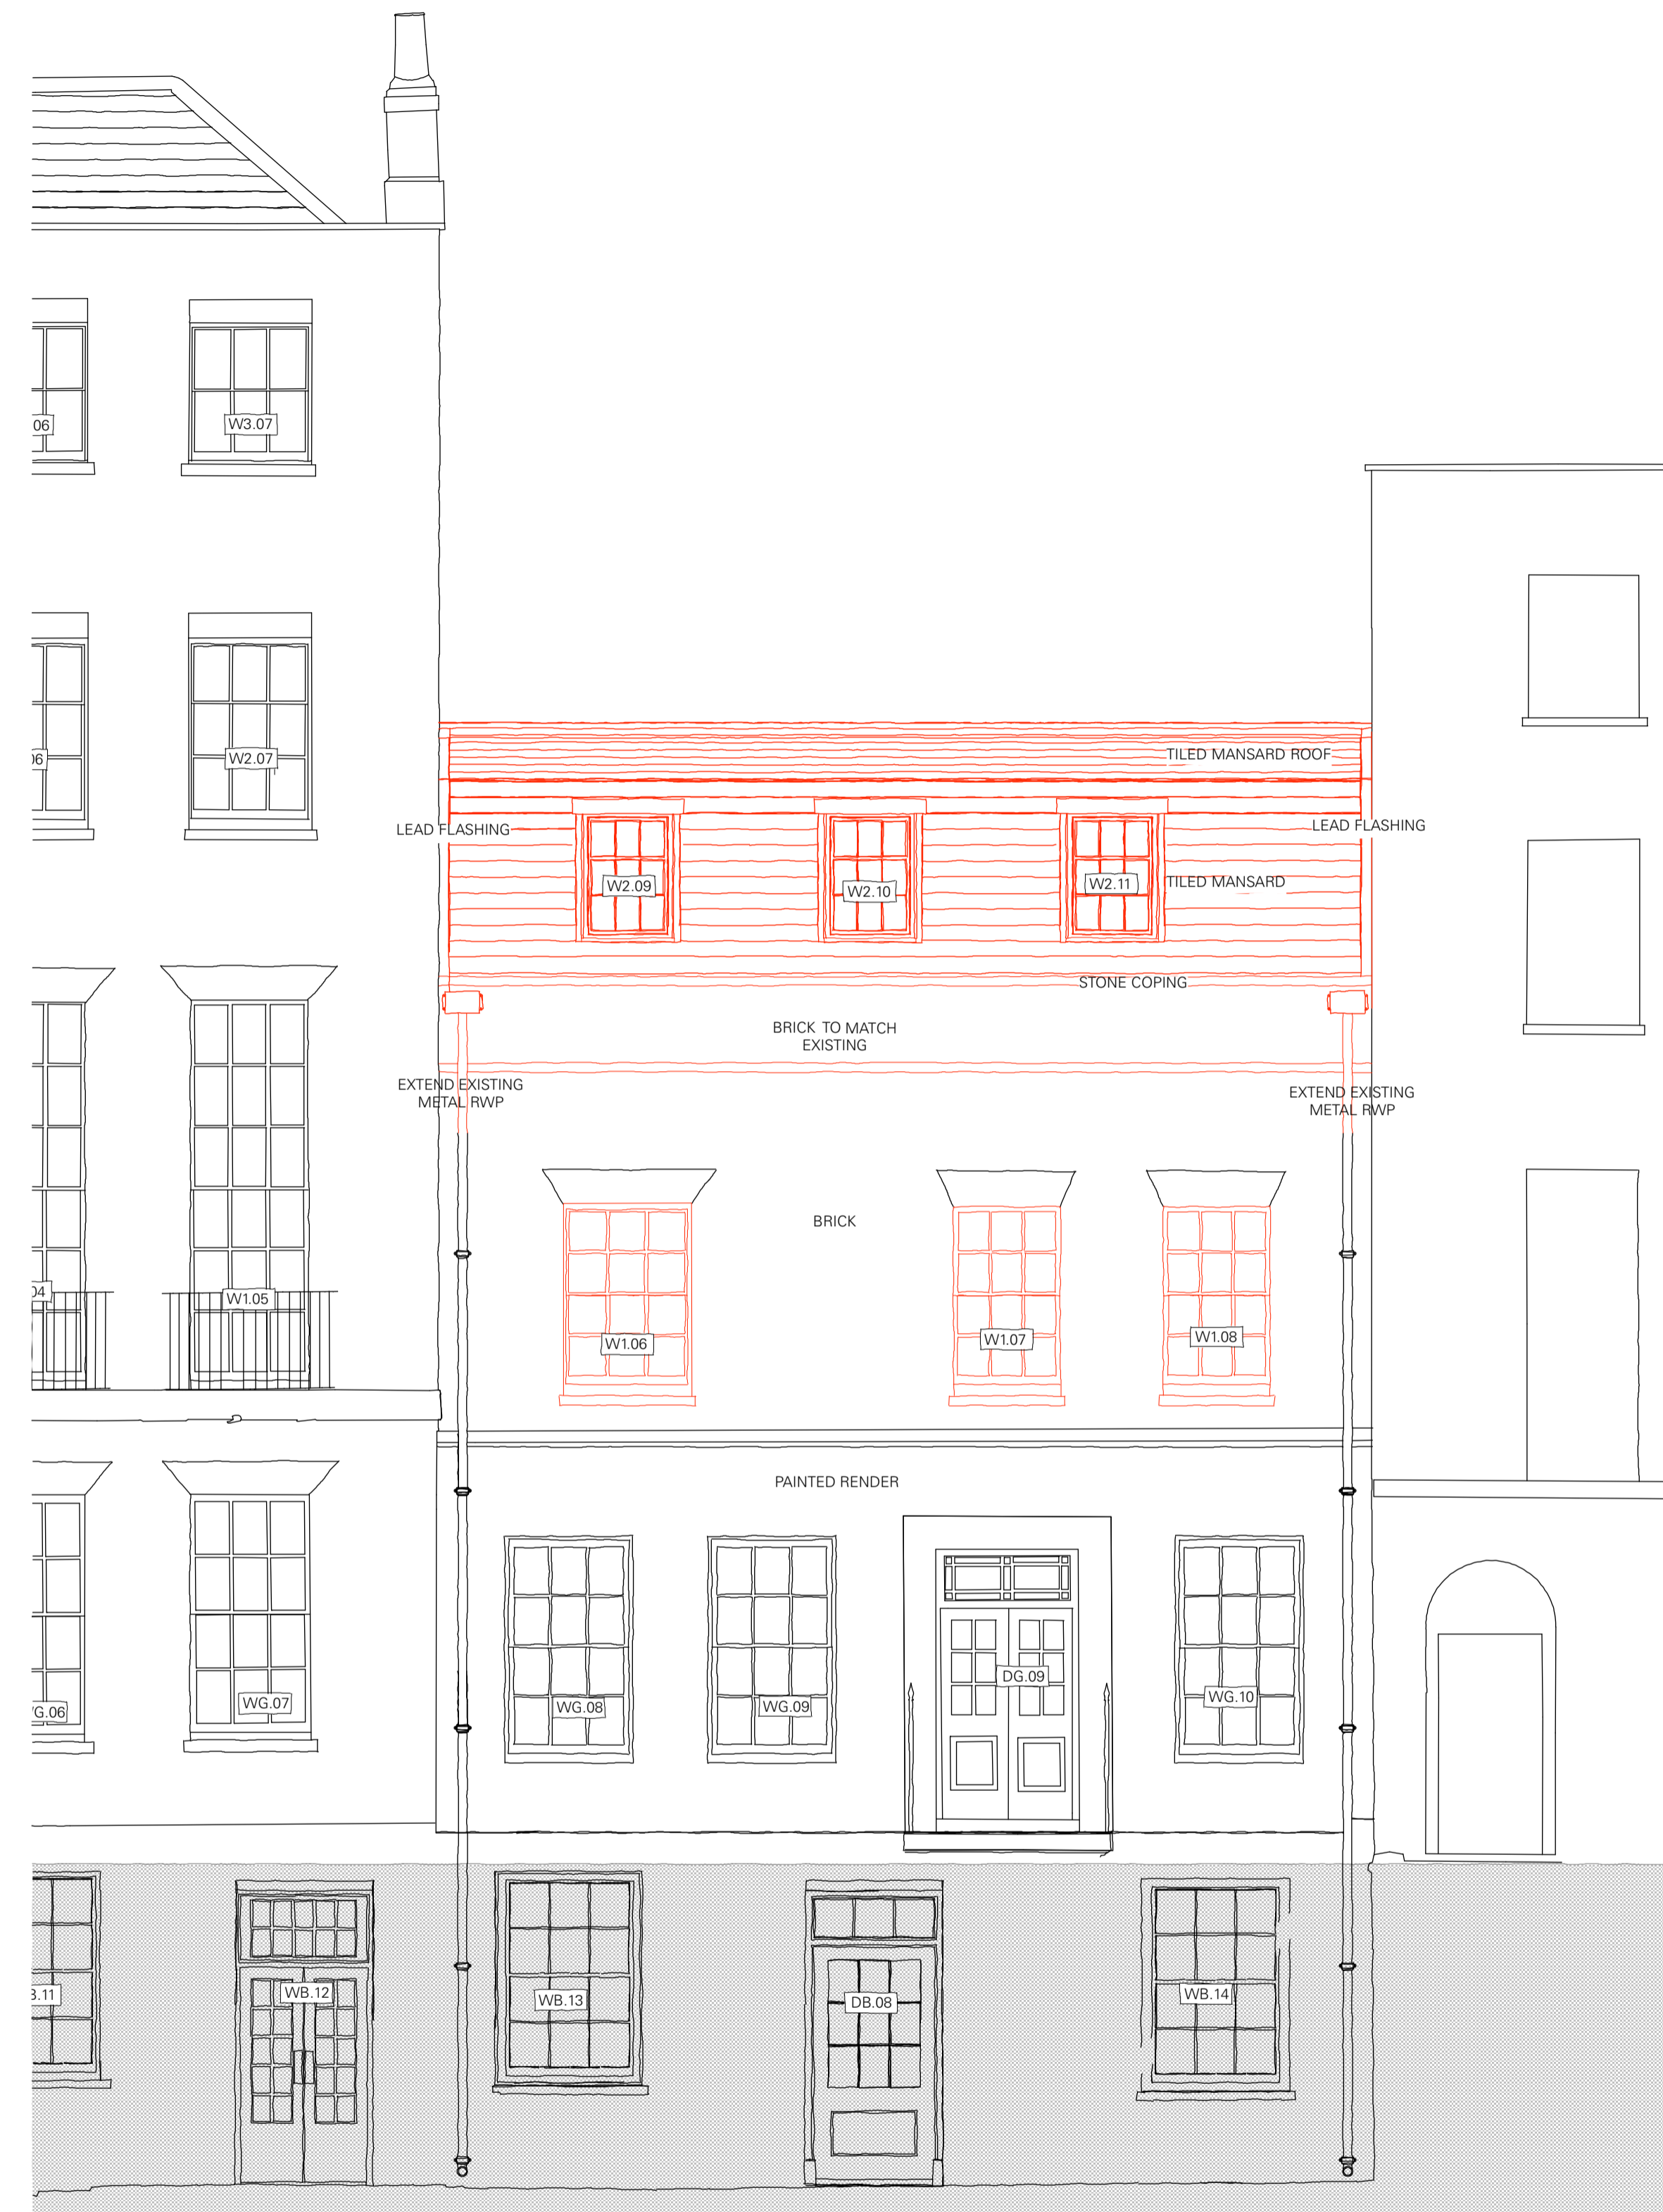 06
W3.07
06
W2.07
TILED MANSARD ROOF
LEAD FLASHING
LEAD FLASHING
W2.09
W2.10
W2.11
TILED MANSARD
STONE COPING
BRICK TO MATCH
EXISTING
EXTEND EXISTING
METAL RWP
EXTEND EXISTING
METAL RWP
BRICK
04
W1.05
W1.06
W1.07
W1.08
PAINTED RENDER
G.06
WG.07
WG.08
WG.09
DG.09
WG.10
B.11
WB.12
WB.13
DB.08
WB.14